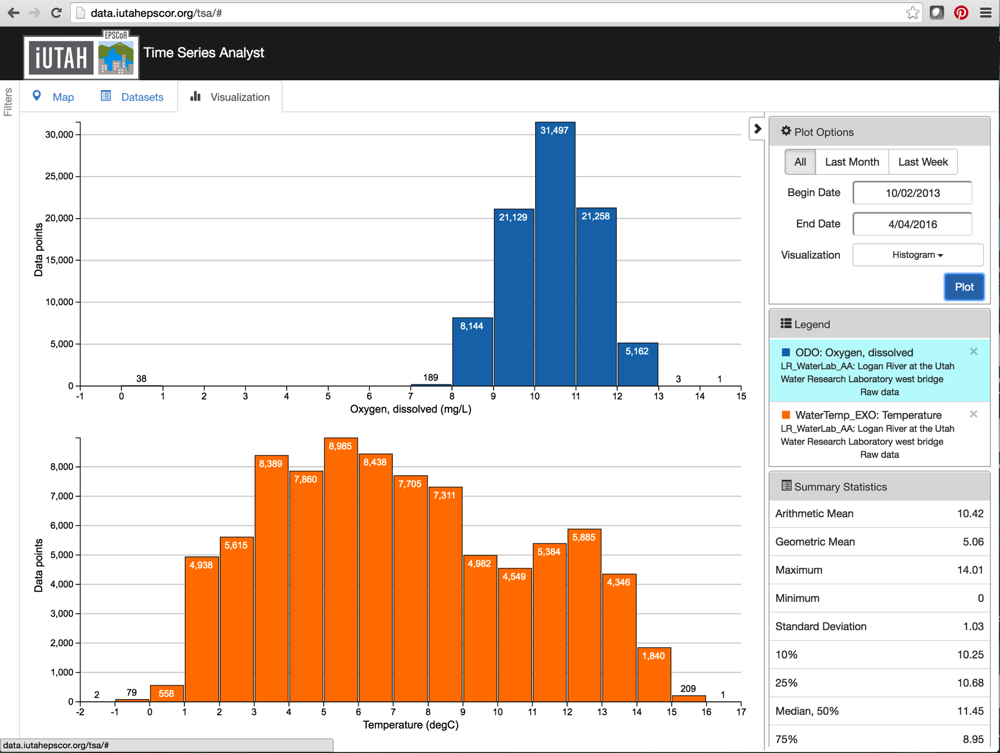 data.iutahepscor.org/tsa/#
EPSCoR
iUTAH
Time Series Analyst
Filters
Map
Datasets
Visualization
30,000
25,000
20,000
15,000
10,000
5,000
0
Data points
38
189
8,144
21,129
31,497
21,258
5,162
3
1
-1 0 1 2 3 4 5 6 7 8 9 10 11 12 13 14 15
Oxygen, dissolved (mg/L)
8,000
7,000
6,000
5,000
4,000
3,000
2,000
1,000
0
Data points
2
79
558
4,938
5,615
8,389
7,860
8,985
8,438
7,705
7,311
4,982
4,549
5,384
5,885
4,346
1,840
209
1
-2 -1 0 1 2 3 4 5 6 7 8 9 10 11 12 13 14 15 16 17
Temperature (degC)
Plot Options
All Last Month Last Week
Begin Date 10/02/2013
End Date 4/04/2016
Visualization Histogram
Plot
Legend
ODO: Oxygen, dissolved
LR_WaterLab_AA: Logan River at the Utah
Water Research Laboratory west bridge
Raw data
WaterTemp_EXO: Temperature
LR_WaterLab_AA: Logan River at the Utah
Water Research Laboratory west bridge
Raw data
Summary Statistics
Arithmetic Mean 10.42
Geometric Mean 5.06
Maximum 14.01
Minimum 0
Standard Deviation 1.03
10% 10.25
25% 10.68
Median, 50% 11.45
75% 8.95
data.iutahepscor.org/tsa/#